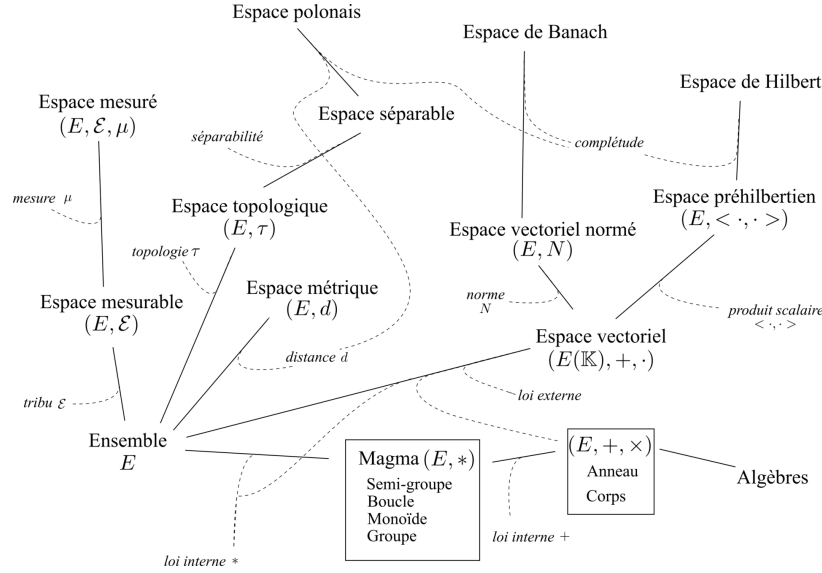 Espace polonais
Espace de Banach
Espace de Hilbert
Espace mesuré
(E, ℰ, μ)
Espace séparable
séparabilité
complétude
mesure μ
Espace topologique
(E, τ)
Espace préhilbertien
(E, < ·, · >)
Espace vectoriel normé
(E, N)
topologie τ
Espace métrique
(E, d)
Espace mesurable
(E, ℰ)
norme
N
produit scalaire
< ·, · >
Espace vectoriel
(E(𝕂), +, ·)
distance d
loi externe
tribu ℰ
Ensemble
E
Magma (E, *)
Semi-groupe
Boucle
Monoïde
Groupe
(E, +, ×)
Anneau
Corps
Algèbres
loi interne +
loi interne *